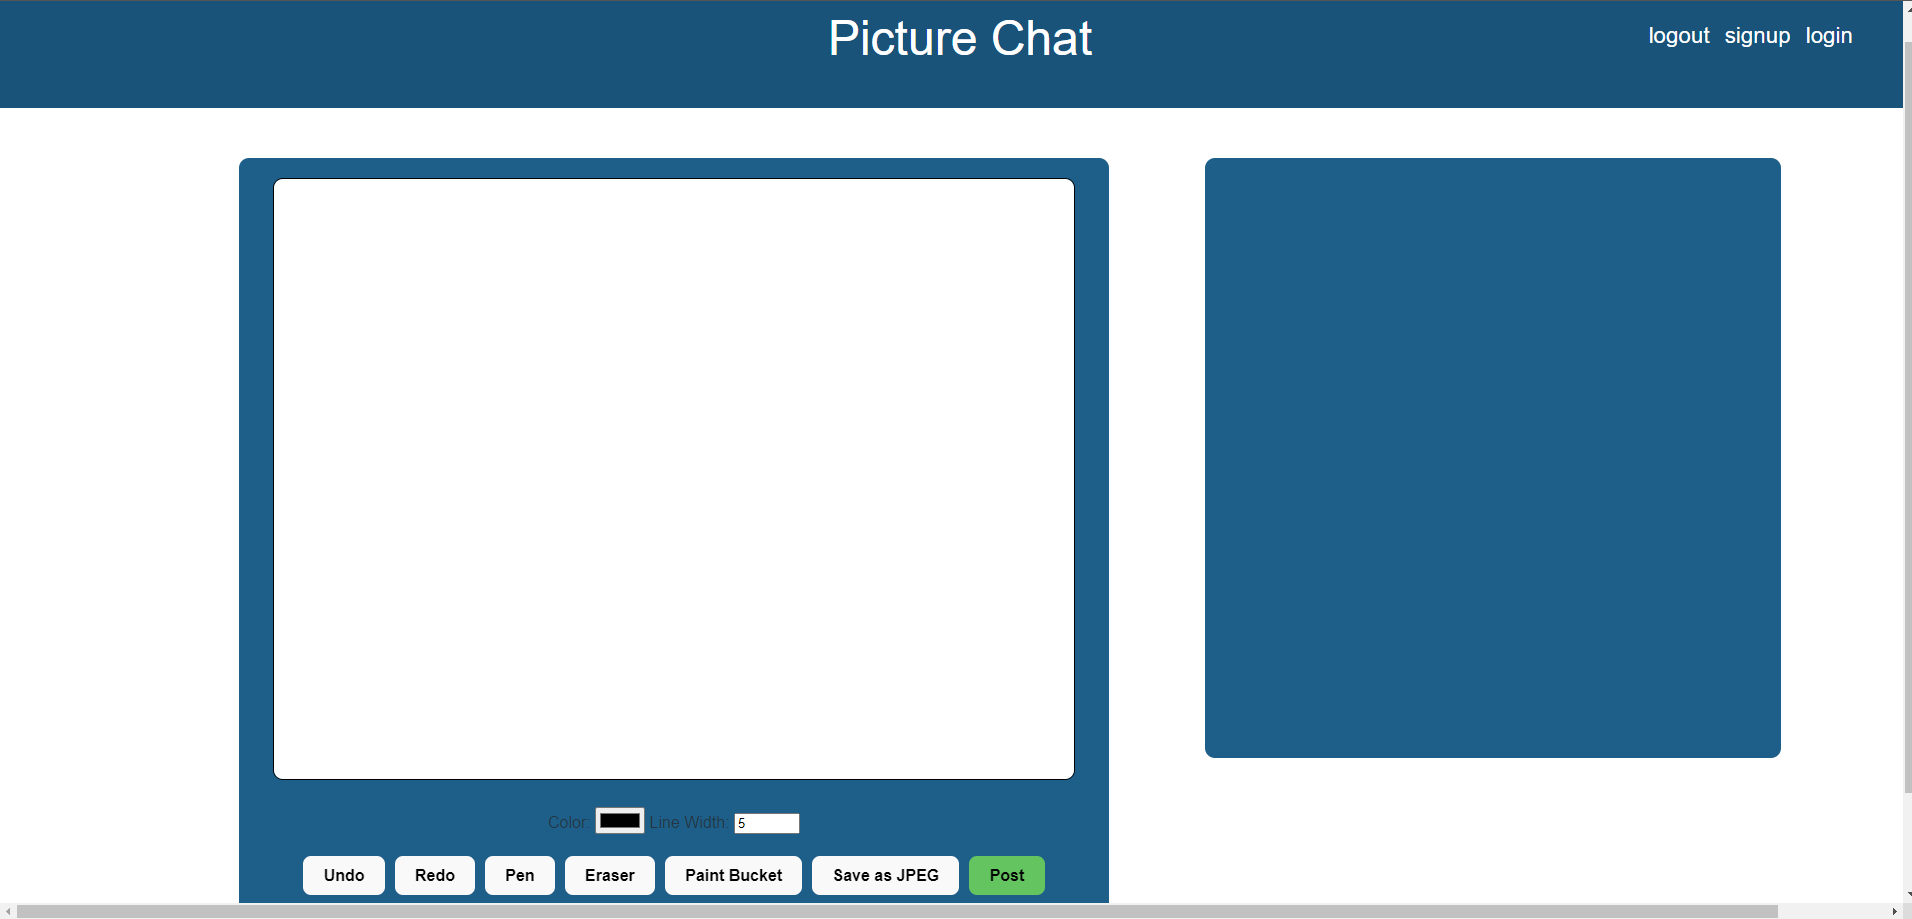 Picture Chat
logout signup login
Color: Line Width: 5
Undo Redo Pen Eraser Paint Bucket Save as JPEG Post